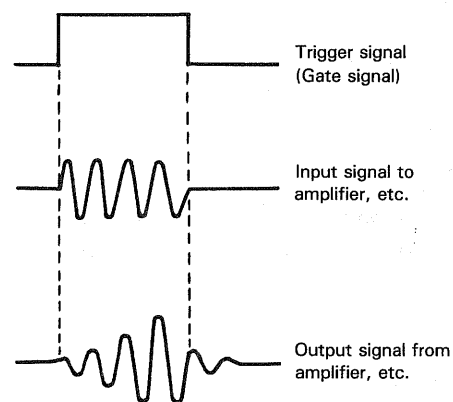 Trigger signal
(Gate signal)
Input signal to
amplifier, etc.
Output signal from
amplifier, etc.